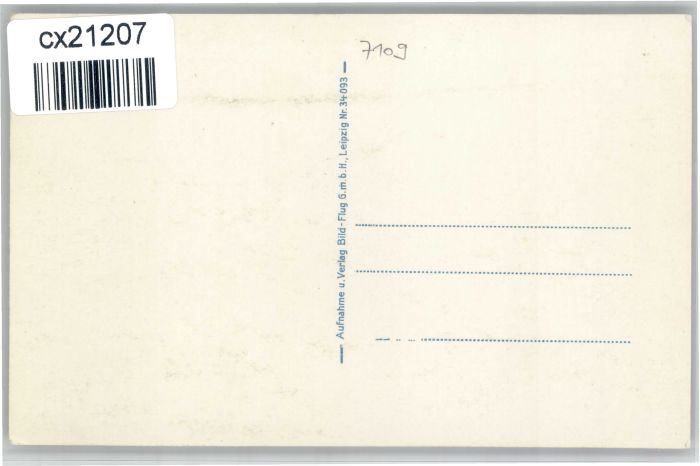 cx21207
7109
Aufnahme u. Verlag Bild-Flug G.m.b.H., Leipzig Nr. 34093